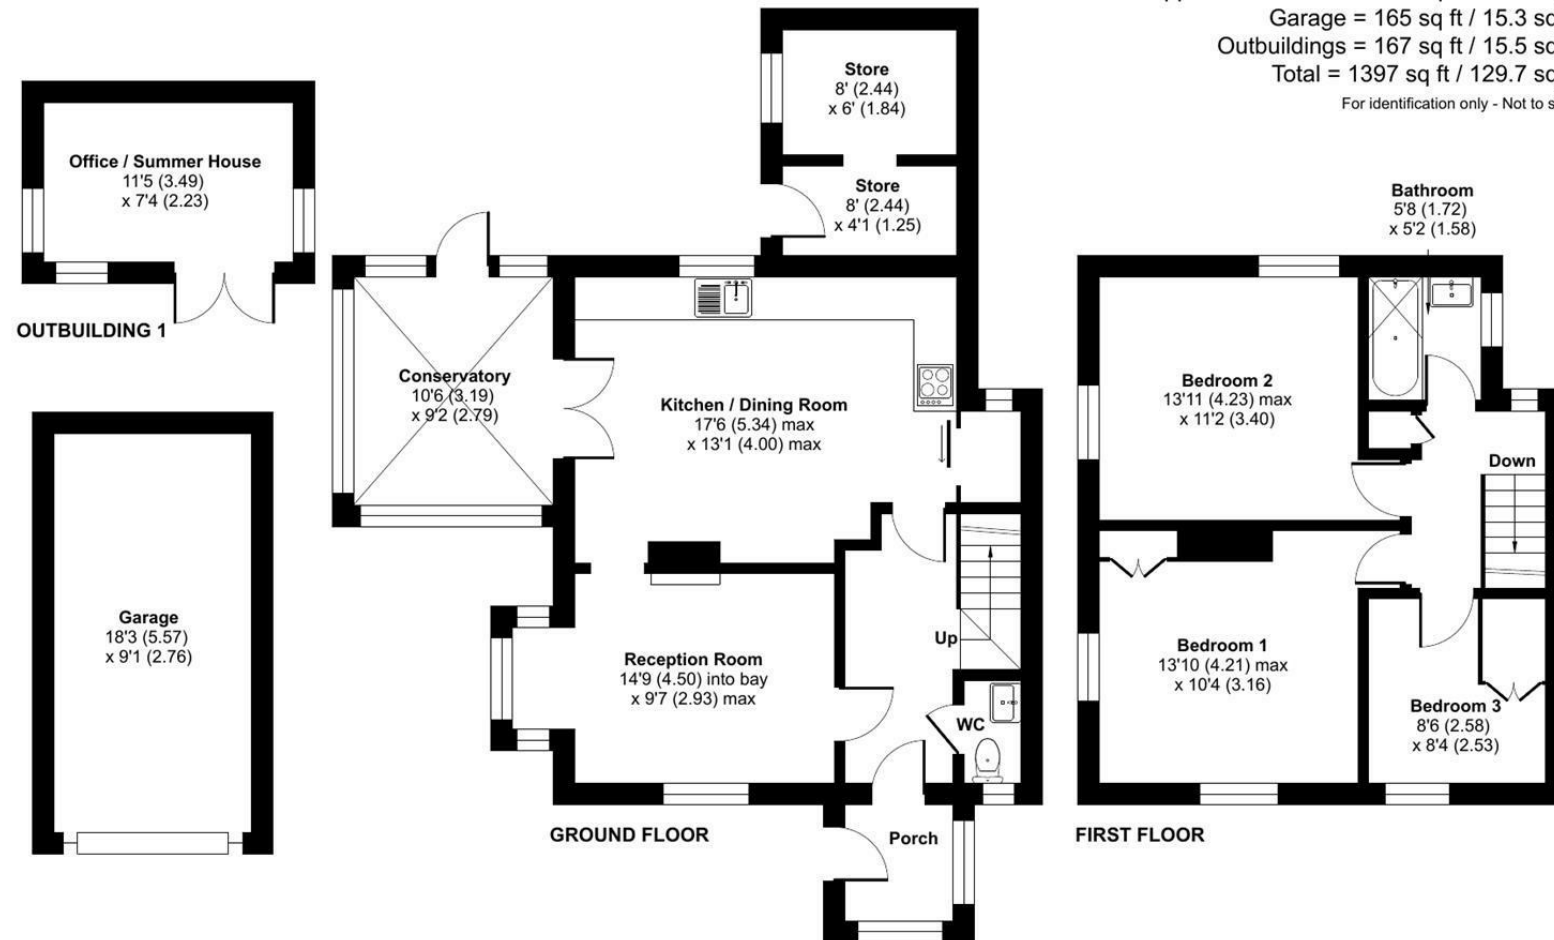 Garage = 165 sq ft / 15.3 sq
Outbuildings = 167 sq ft / 15.5 sq
Total = 1397 sq ft / 129.7 sq
For identification only - Not to s
Store
8' (2.44)
x 6' (1.84)
Office / Summer House
11'5 (3.49)
x 7'4 (2.23)
Store
8' (2.44)
x 4'1 (1.25)
Bathroom
5'8 (1.72)
x 5'2 (1.58)
OUTBUILDING 1
Conservatory
10'6 (3.19)
x 9'2 (2.79)
Kitchen / Dining Room
17'6 (5.34) max
x 13'1 (4.00) max
Bedroom 2
13'11 (4.23) max
x 11'2 (3.40)
Down
Garage
18'3 (5.57)
x 9'1 (2.76)
Up
Reception Room
14'9 (4.50) into bay
x 9'7 (2.93) max
WC
Bedroom 1
13'10 (4.21) max
x 10'4 (3.16)
Bedroom 3
8'6 (2.58)
x 8'4 (2.53)
GROUND FLOOR
Porch
FIRST FLOOR